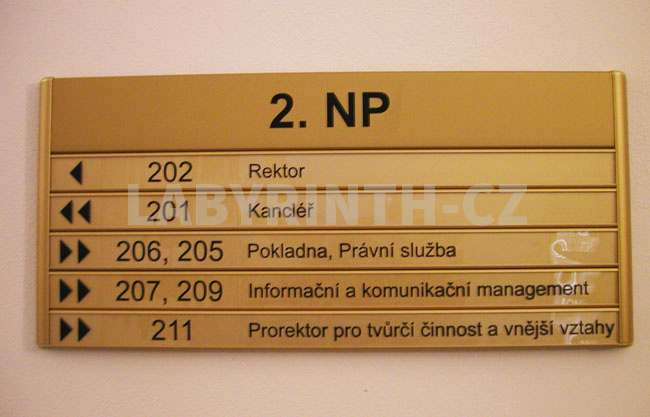 2. NP
202 Rektor
201 Kancléř
206, 205 Pokladna, Právní služba
207, 209 Informační a komunikační management
211 Prorektor pro tvůrčí činnost a vnější vztahy
LABYRINTH-CZ